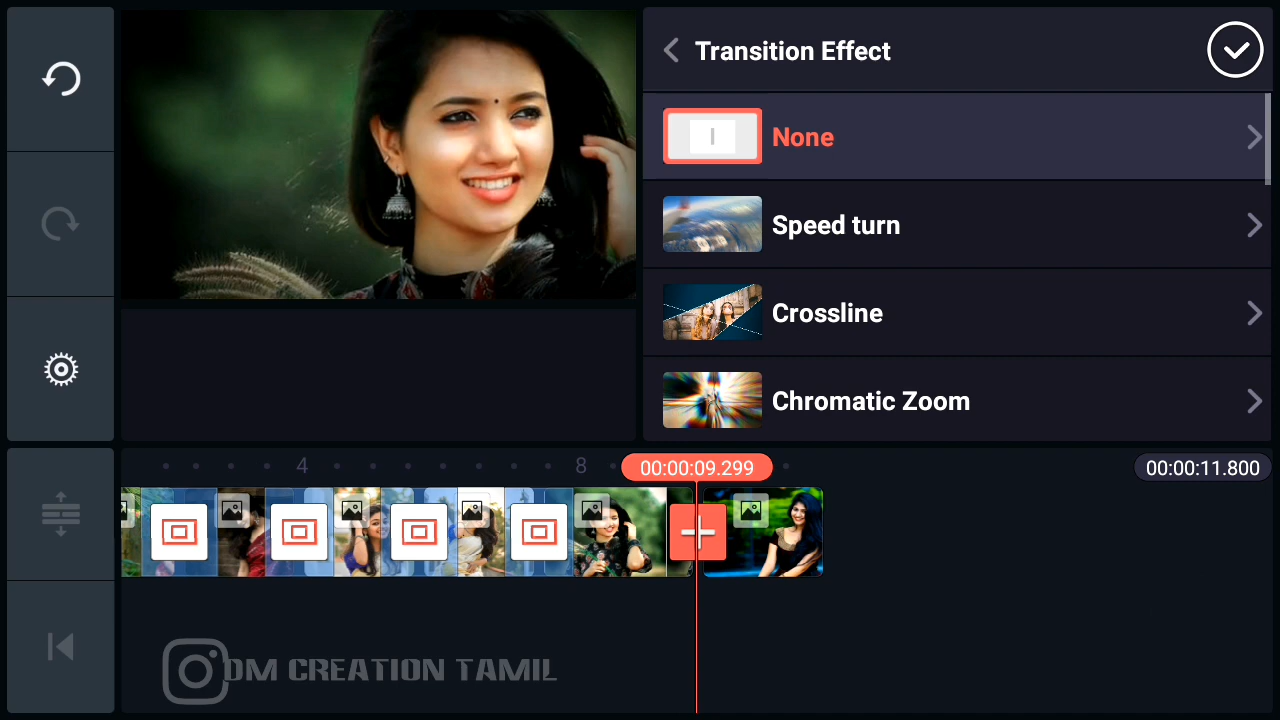 Transition Effect
None
Speed turn
Crossline
Chromatic Zoom
4
8
00:00:09.299
00:00:11.800
DM CREATION TAMIL